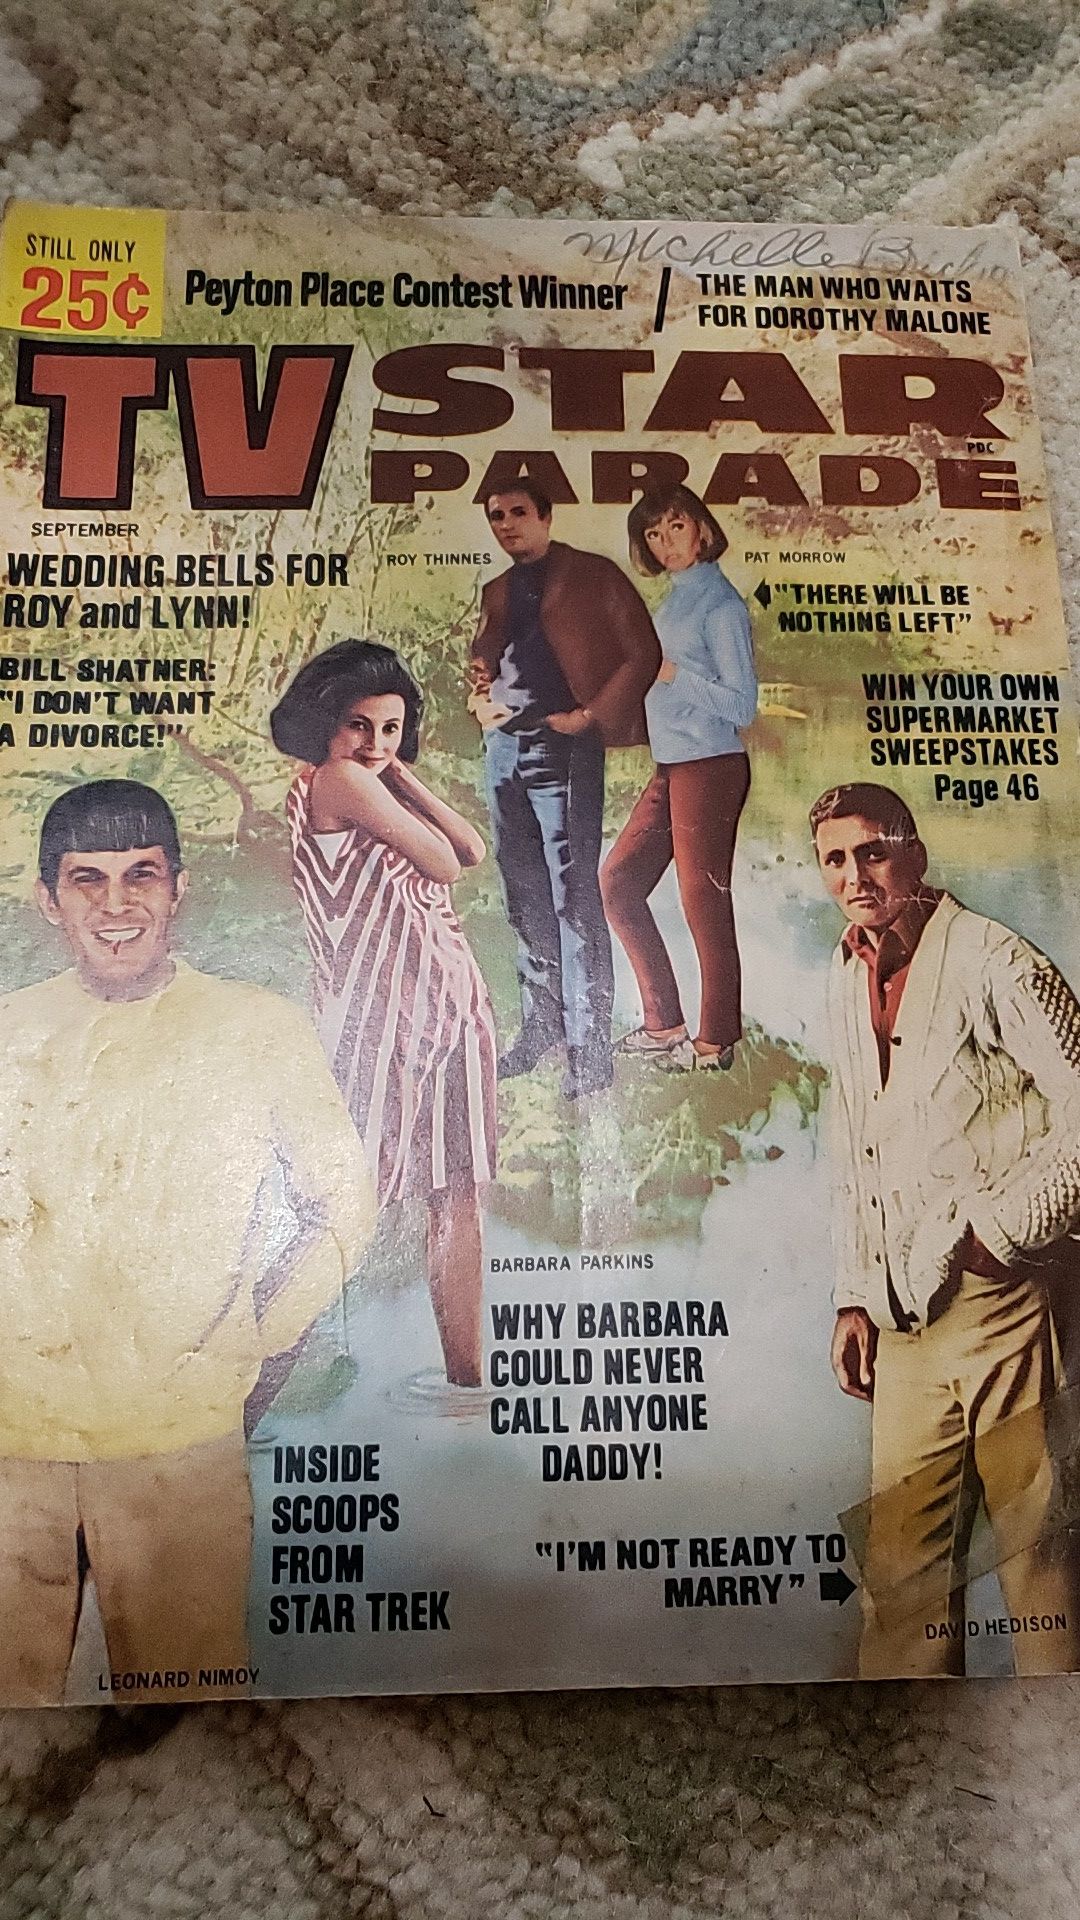 STILL ONLY
25¢
Michelle
Peyton Place Contest Winner /
THE MAN WHO WAITS
FOR DOROTHY MALONE
TV STAR
PARADE
PDC
SEPTEMBER
WEDDING BELLS FOR
ROY and LYNN!
ROY THINNES
PAT MORROW
"THERE WILL BE
NOTHING LEFT"
BILL SHATNER:
"I DON'T WANT
A DIVORCE!"
WIN YOUR OWN
SUPERMARKET
SWEEPSTAKES
Page 46
BARBARA PARKINS
WHY BARBARA
COULD NEVER
CALL ANYONE
DADDY!
INSIDE
SCOOPS
FROM
STAR TREK
"I'M NOT READY TO
MARRY"
DAVID HEDISON
LEONARD NIMOY